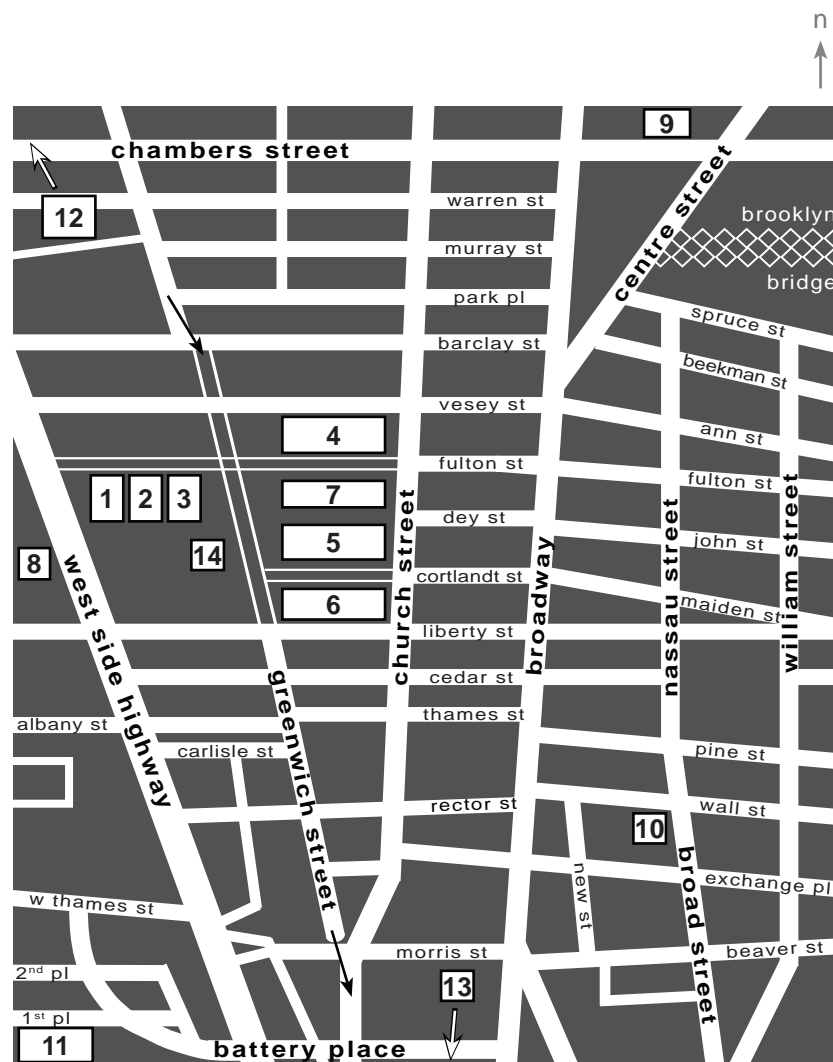 n
9
chambers street
12
warren st
centre street
brooklyn
murray st
bridge
park pl
spruce st
barclay st
beekman st
vesey st
4
ann st
fulton st
fulton st
1
2
3
7
nassau street
william street
church street
dey st
14
5
john st
8
west side highway
broadway
cortlandt st
6
maiden st
liberty st
cedar st
greenwich street
thames st
albany st
carlisle st
pine st
rector st
wall st
10
broad street
new st
exchange pl
w thames st
morris st
beaver st
2nd pl
13
1st pl
11
battery place